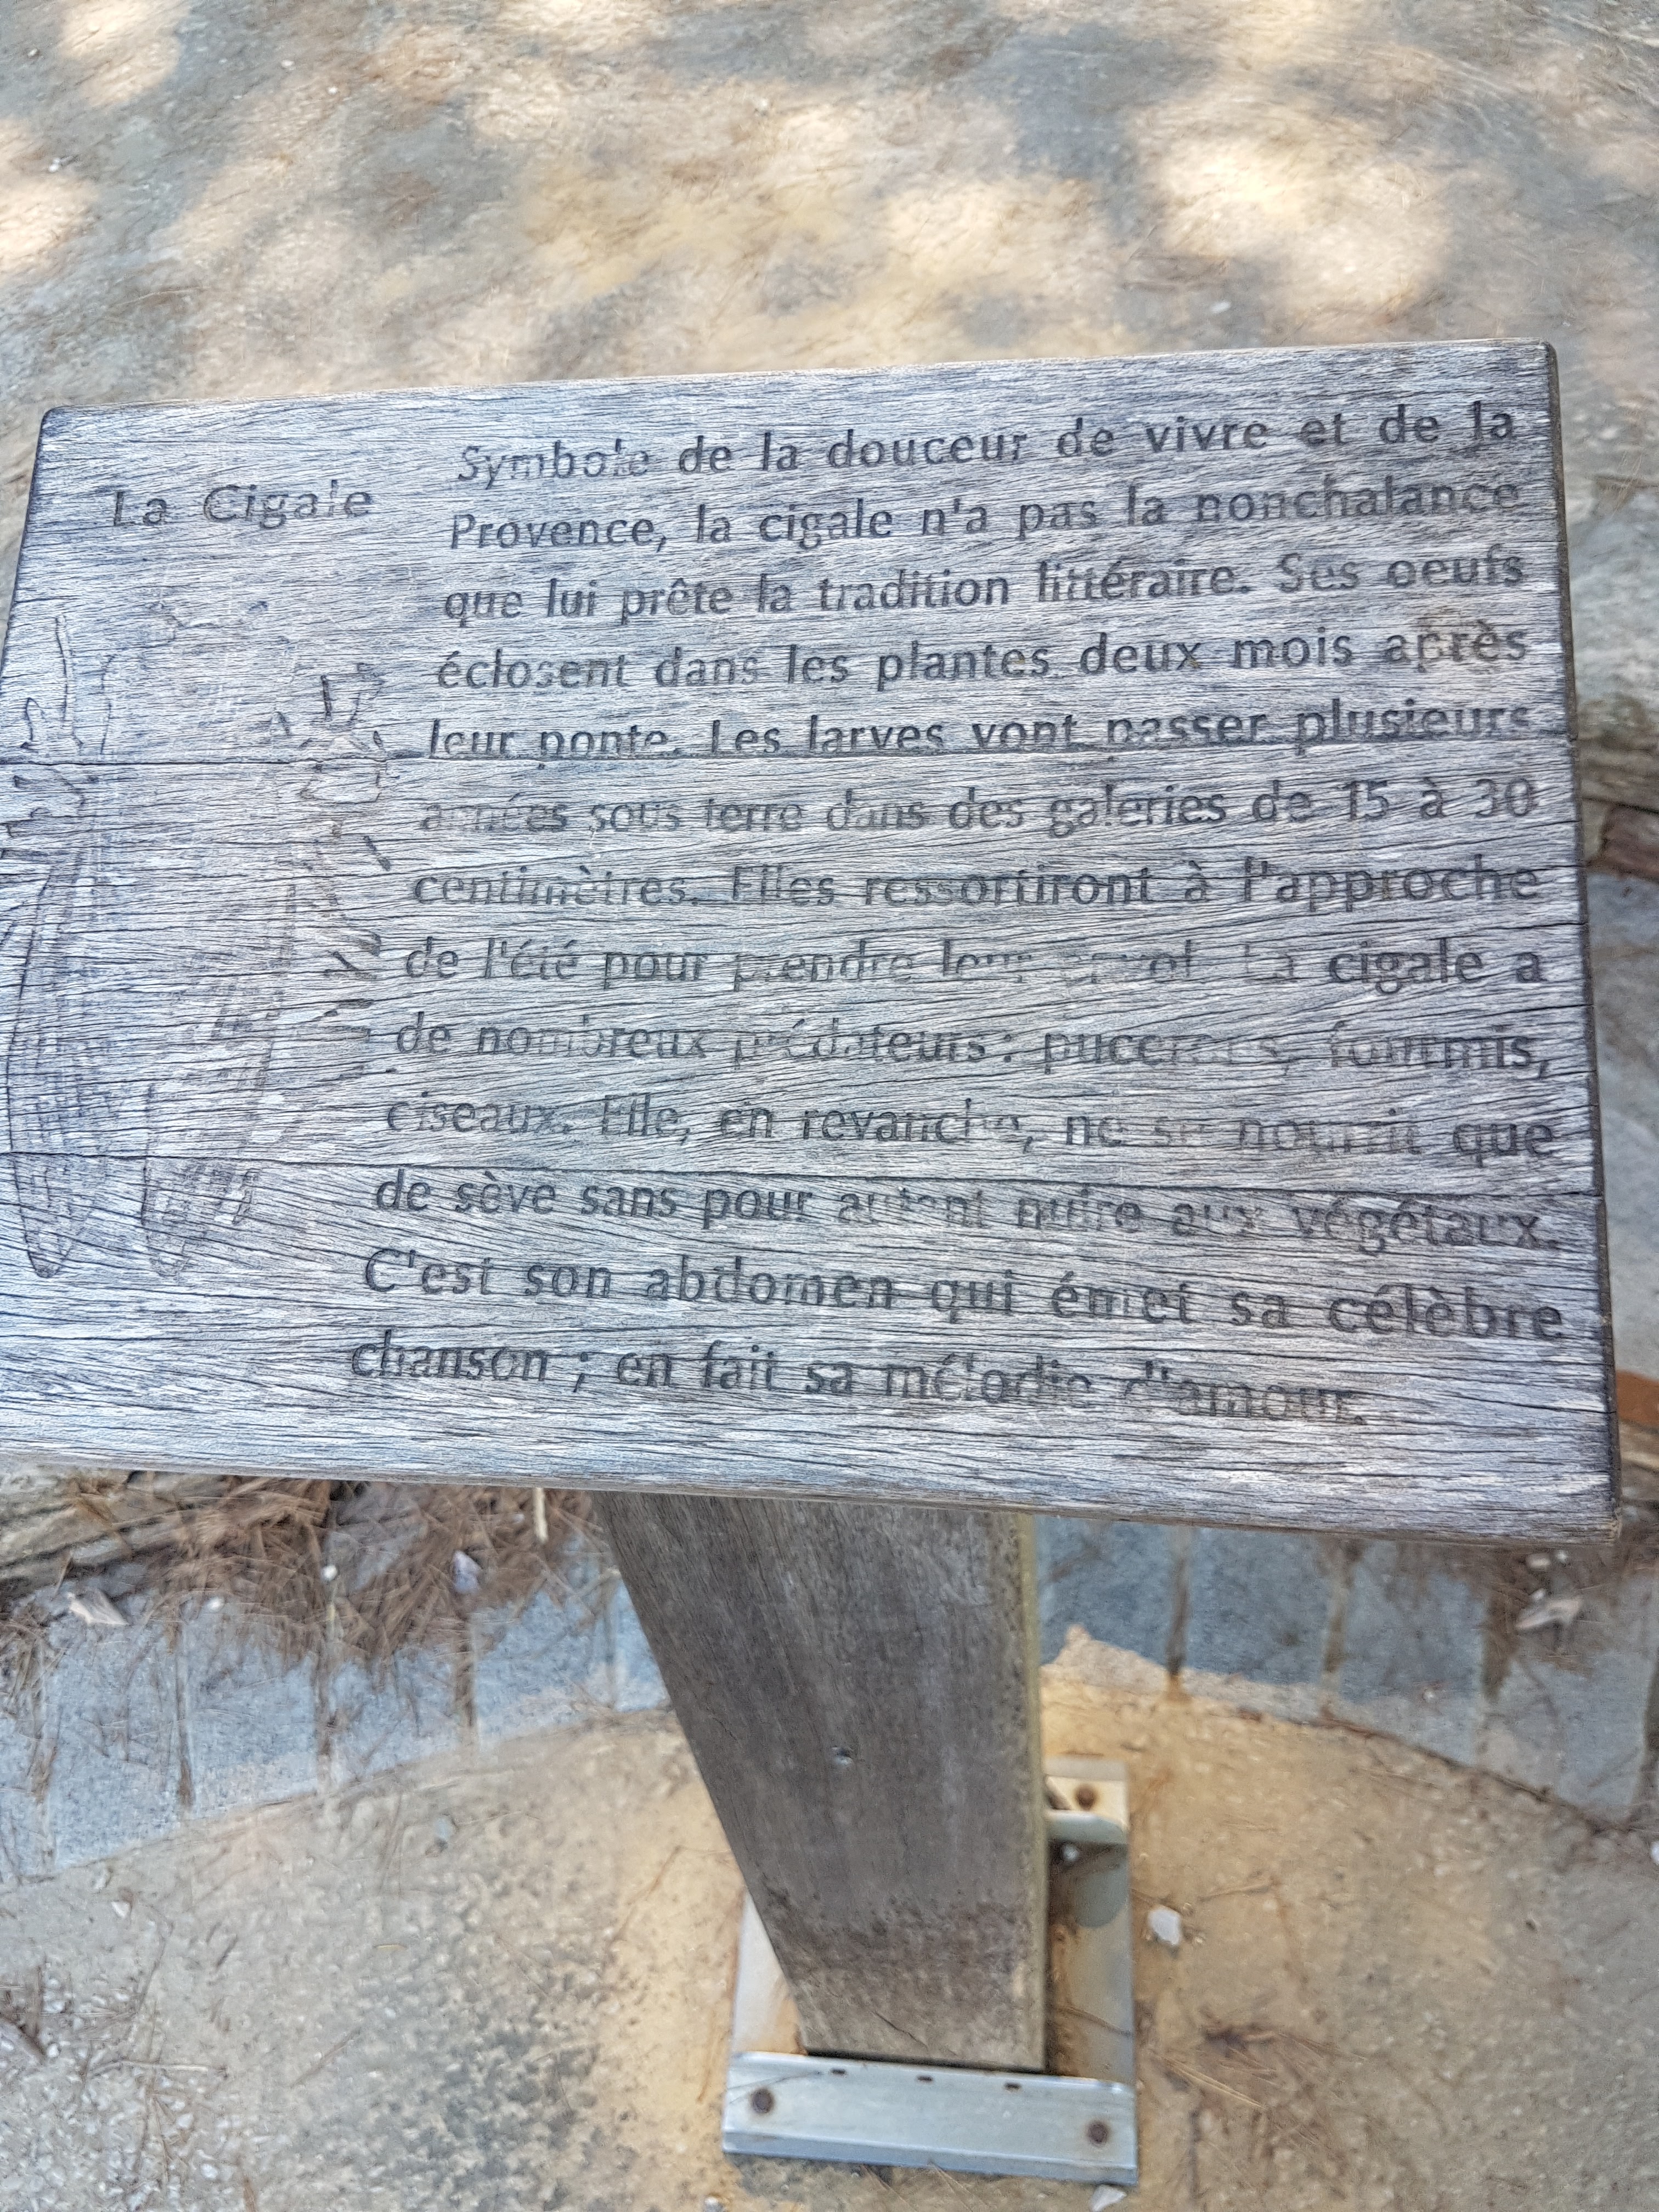 La Cigale
Symbole de la douceur de vivre et de la
Provence, la cigale n'a pas la nonchalance
que lui prête la tradition littéraire. Ses oeufs
éclosent dans les plantes deux mois après
leur ponte. Les larves vont passer plusieurs
années sous terre dans des galeries de 15 à 30
centimètres. Elles ressortiront à l'approche
de l'été pour prendre leur envol. La cigale a
de nombreux prédateurs : pucerons, fourmis,
oiseaux. Elle, en revanche, ne se nourrit que
de sève sans pour autant nuire aux végétaux.
C'est son abdomen qui émet sa célèbre
chanson ; en fait sa mélodie d'amour.